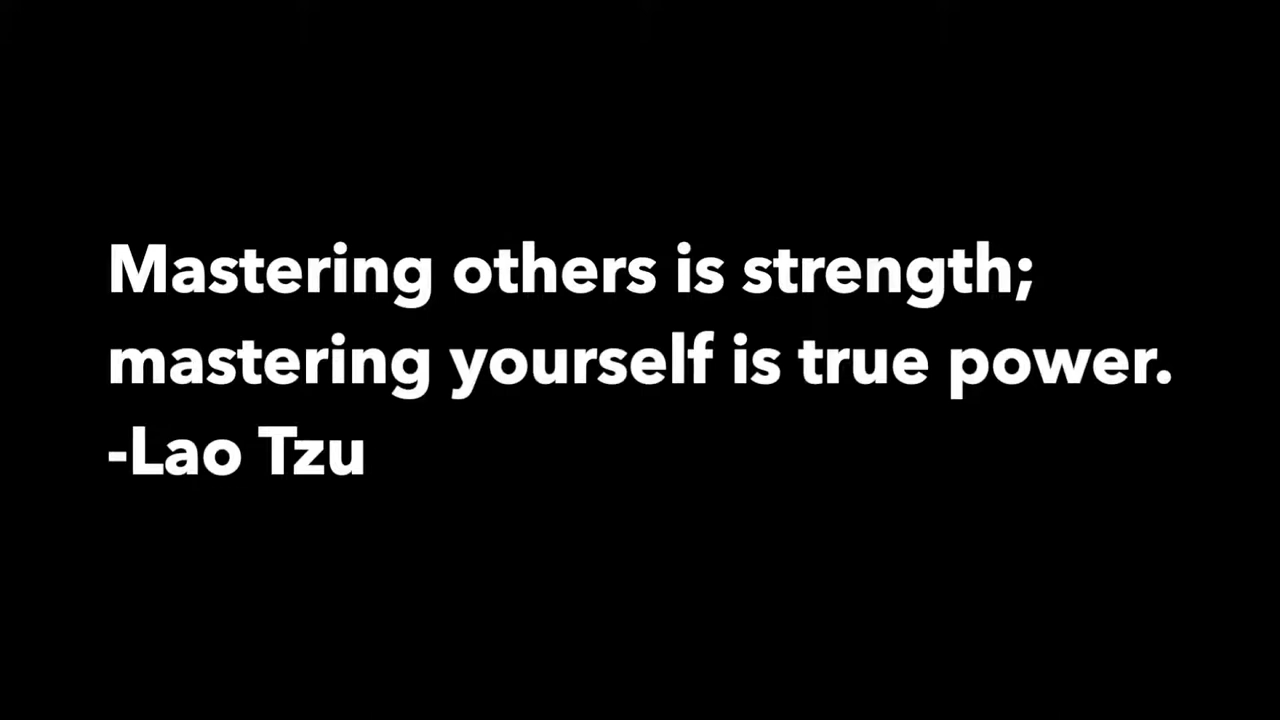 Mastering others is strength;
mastering yourself is true power.
-Lao Tzu